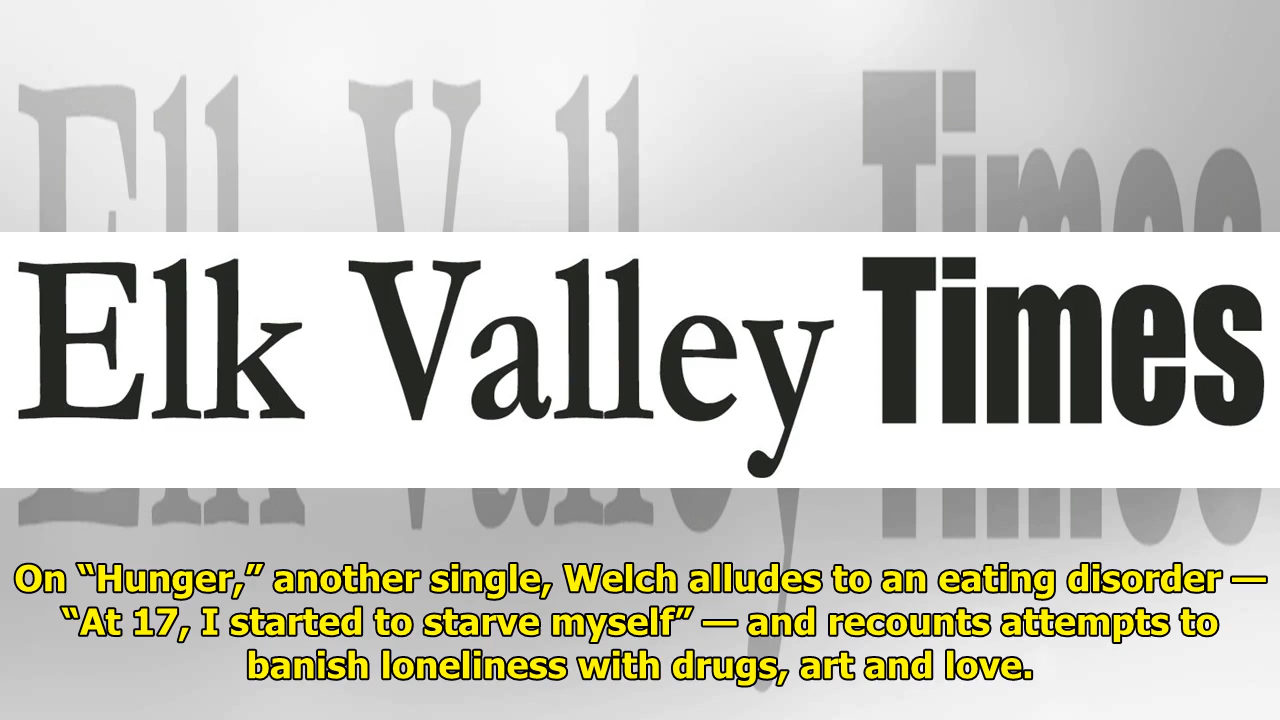 Elk Valley Times
On “Hunger,” another single, Welch alludes to an eating disorder —
“At 17, I started to starve myself” — and recounts attempts to
banish loneliness with drugs, art and love.